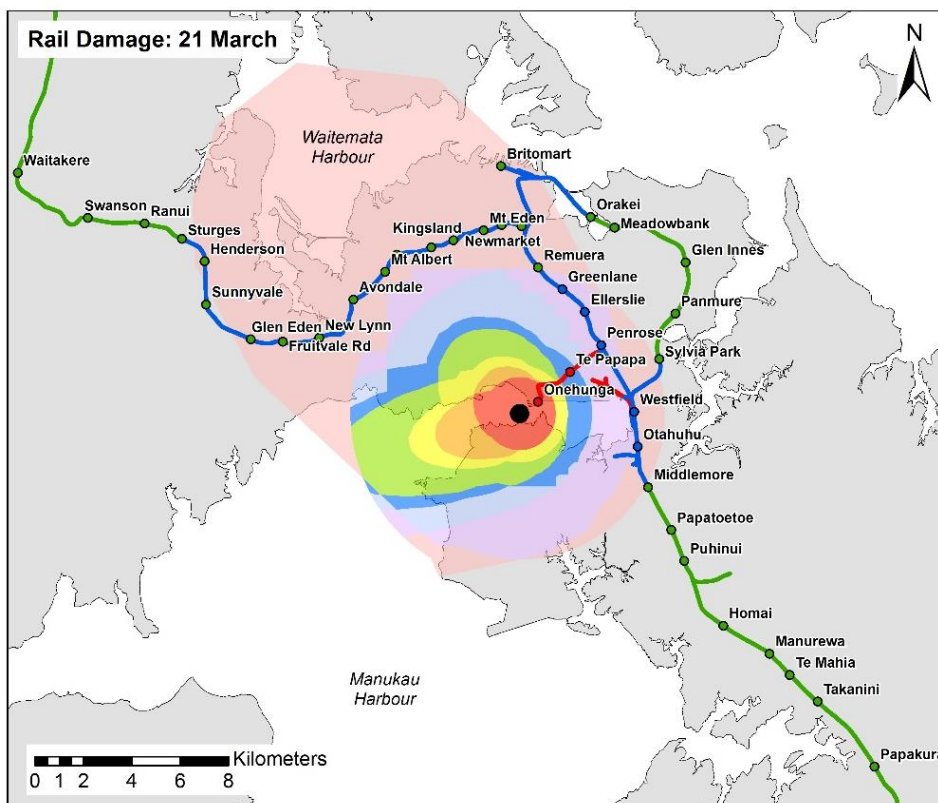 Rail Damage: 21 March
N
Waitemata
Harbour
Britomart
Waitakere
Swanson
Ranui
Sturges
Henderson
Orakei
Meadowbank
Kingsland
Mt Eden
Newmarket
Mt Albert
Remuera
Glen Innes
Greenlane
Avondale
Sunnyvale
Ellerslie
Panmure
Glen Eden
New Lynn
Fruitvale Rd
Penrose
Te Papapa
Sylvia Park
Onehunga
Westfield
Otahuhu
Middlemore
Papatoetoe
Puhinui
Homai
Manurewa
Te Mahia
Takanini
Manukau
Harbour
Papakura
Kilometers
0 1 2 4 6 8